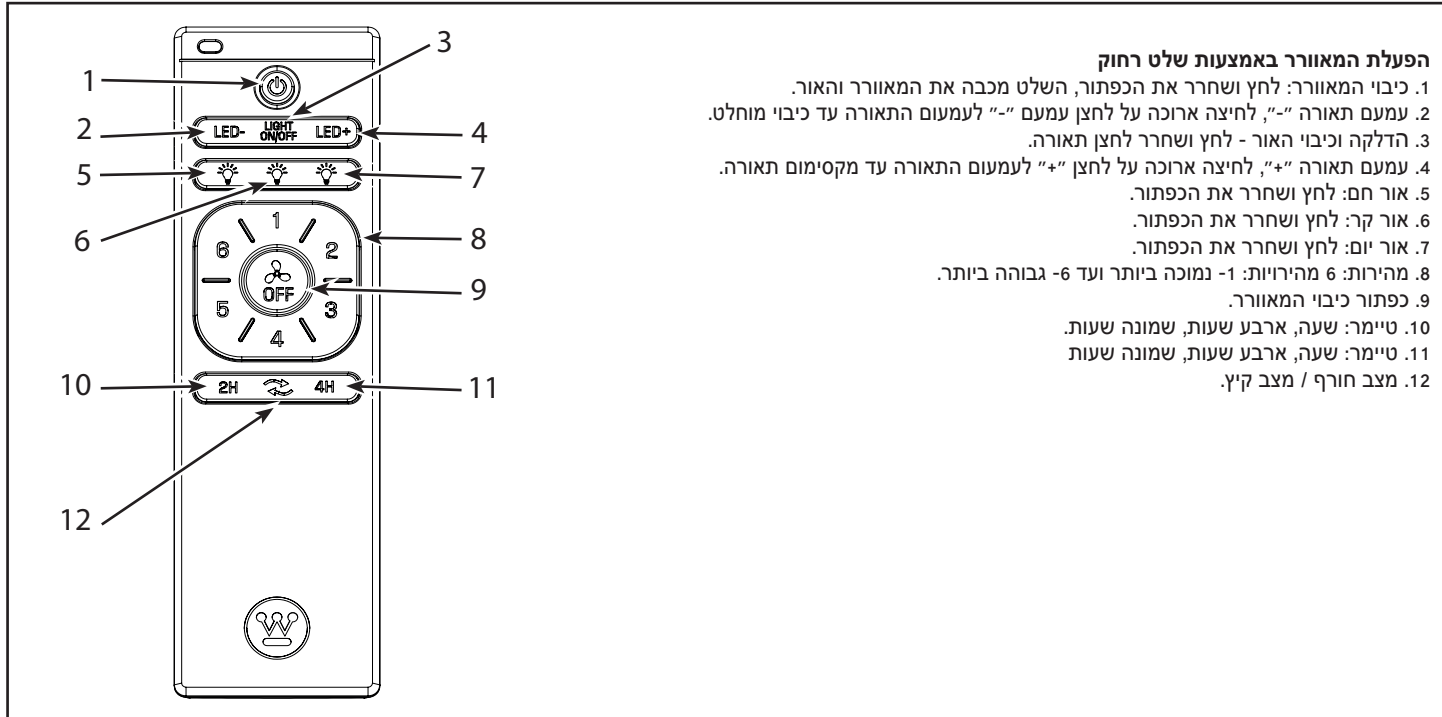 הפעלת המאוורר באמצעות שלט רחוק
1. כיבוי המאוורר: לחץ ושחרר את הכפתור, השלט מכבה את המאוורר והאור.
2. עמעם תאורה "-", לחיצה ארוכה על לחצן עמעם "-" לעמעום התאורה עד כיבוי מוחלט.
3. הדלקה וכיבוי האור - לחץ ושחרר לחצן תאורה.
4. עמעם תאורה "+", לחיצה ארוכה על לחצן "+" לעמעום התאורה עד מקסימום תאורה.
5. אור חם: לחץ ושחרר את הכפתור.
6. אור קר: לחץ ושחרר את הכפתור.
7. אור יום: לחץ ושחרר את הכפתור.
8. מהירות: 6 מהירויות: 1- נמוכה ביותר ועד 6- גבוהה ביותר.
9. כפתור כיבוי המאוורר.
10. טיימר: שעה, ארבע שעות, שמונה שעות.
11. טיימר: שעה, ארבע שעות, שמונה שעות
12. מצב חורף / מצב קיץ.
3
1
2
LED-
LIGHT
ON/OFF
LED+
4
5
7
6
1
6
2
8
OFF
9
5
3
4
10
2H
4H
11
12
W